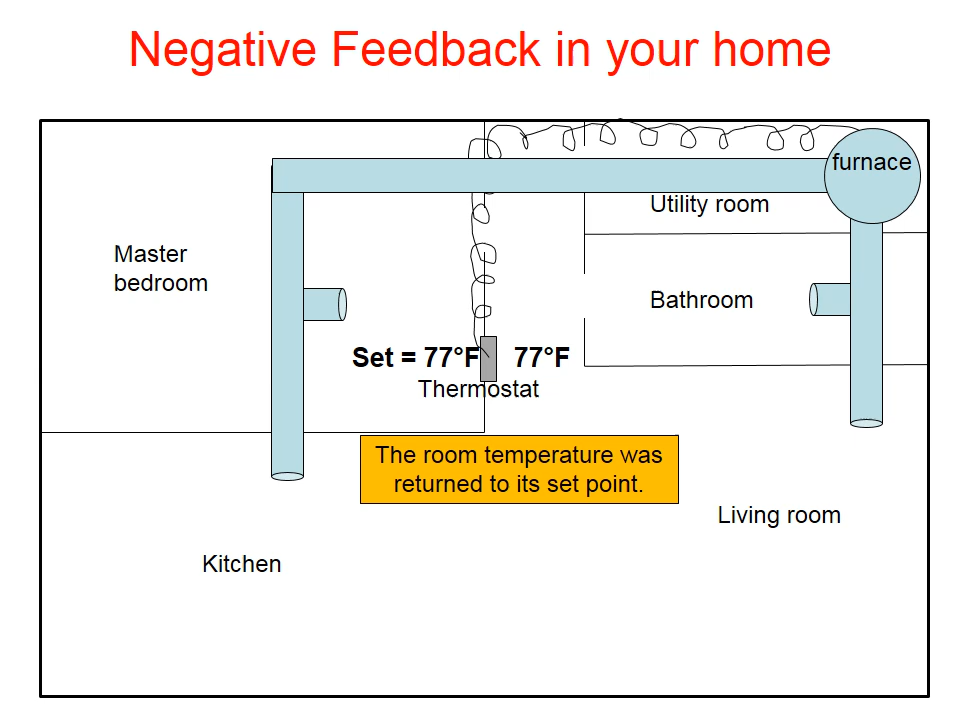 Negative Feedback in your home
furnace
Utility room
Master
bedroom
Bathroom
Set = 77°F 77°F
Thermostat
The room temperature was
returned to its set point.
Living room
Kitchen